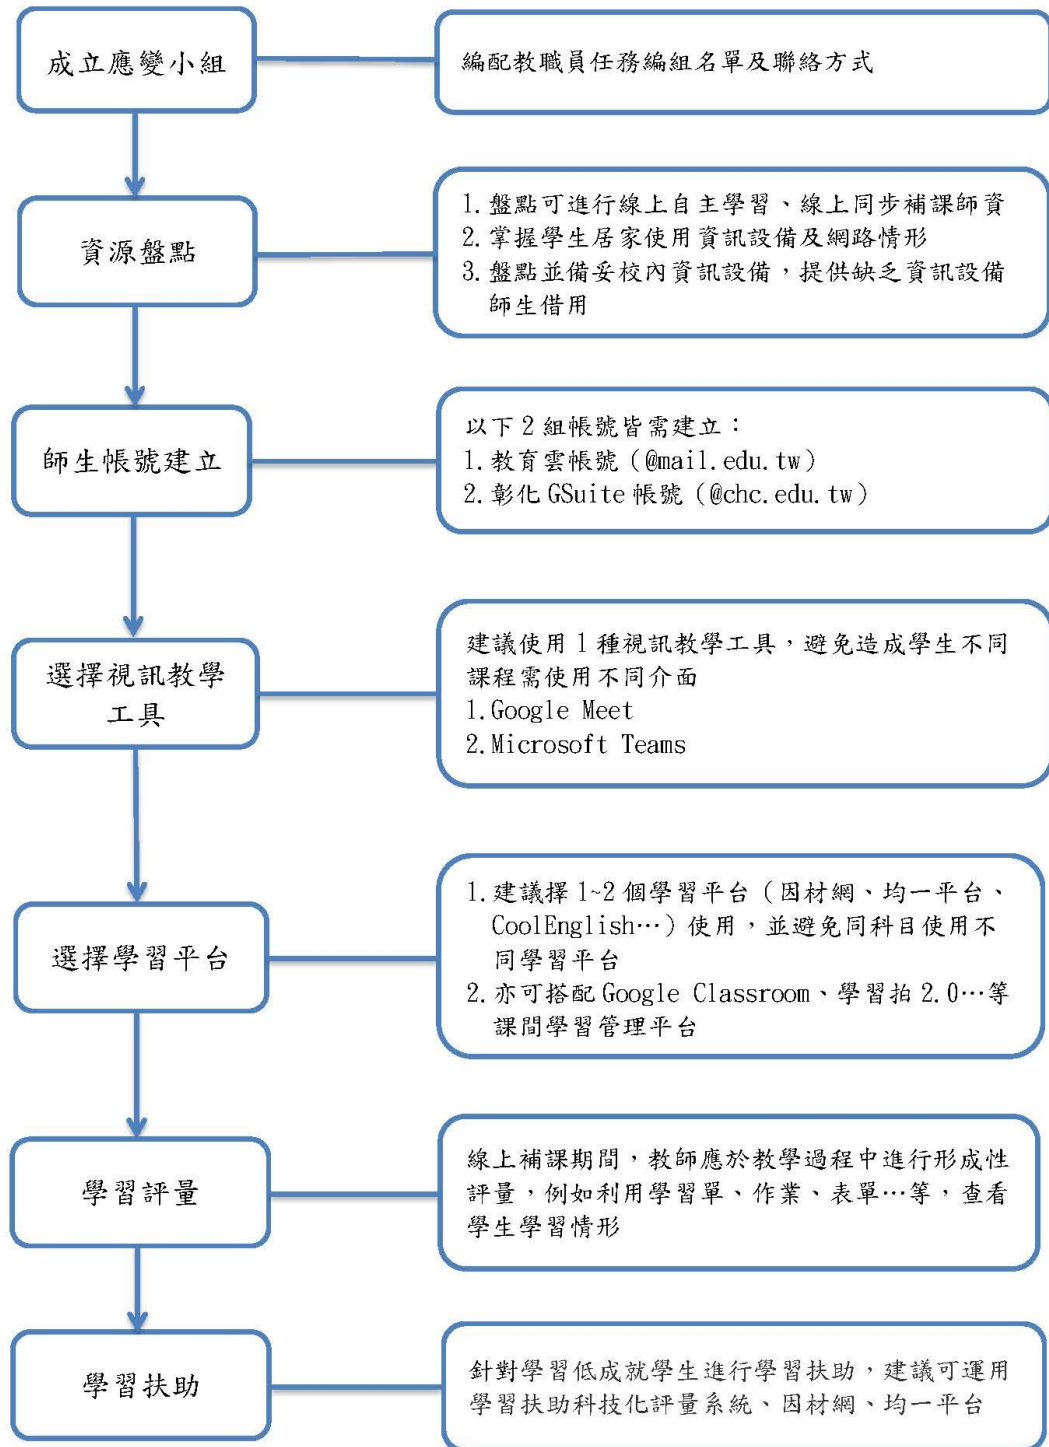 成立應變小組
編配教職員任務編組名單及聯絡方式
資源盤點
1.盤點可進行線上自主學習、線上同步補課師資
2.掌握學生居家使用資訊設備及網路情形
3.盤點並備妥校內資訊設備，提供缺乏資訊設備
師生借用
師生帳號建立
以下2組帳號皆需建立：
1.教育雲帳號（@mail.edu.tw）
2.彰化GSuite帳號（@chc.edu.tw）
選擇視訊教學
工具
建議使用1種視訊教學工具，避免造成學生不同
課程需使用不同介面
1.Google Meet
2.Microsoft Teams
選擇學習平台
1.建議擇1~2個學習平台（因材網、均一平台、
CoolEnglish…）使用，並避免同科目使用不
同學習平台
2.亦可搭配Google Classroom、學習拍2.0…等
課間學習管理平台
學習評量
線上補課期間，教師應於教學過程中進行形成性
評量，例如利用學習單、作業、表單…等，查看
學生學習情形
學習扶助
針對學習低成就學生進行學習扶助，建議可運用
學習扶助科技化評量系統、因材網、均一平台